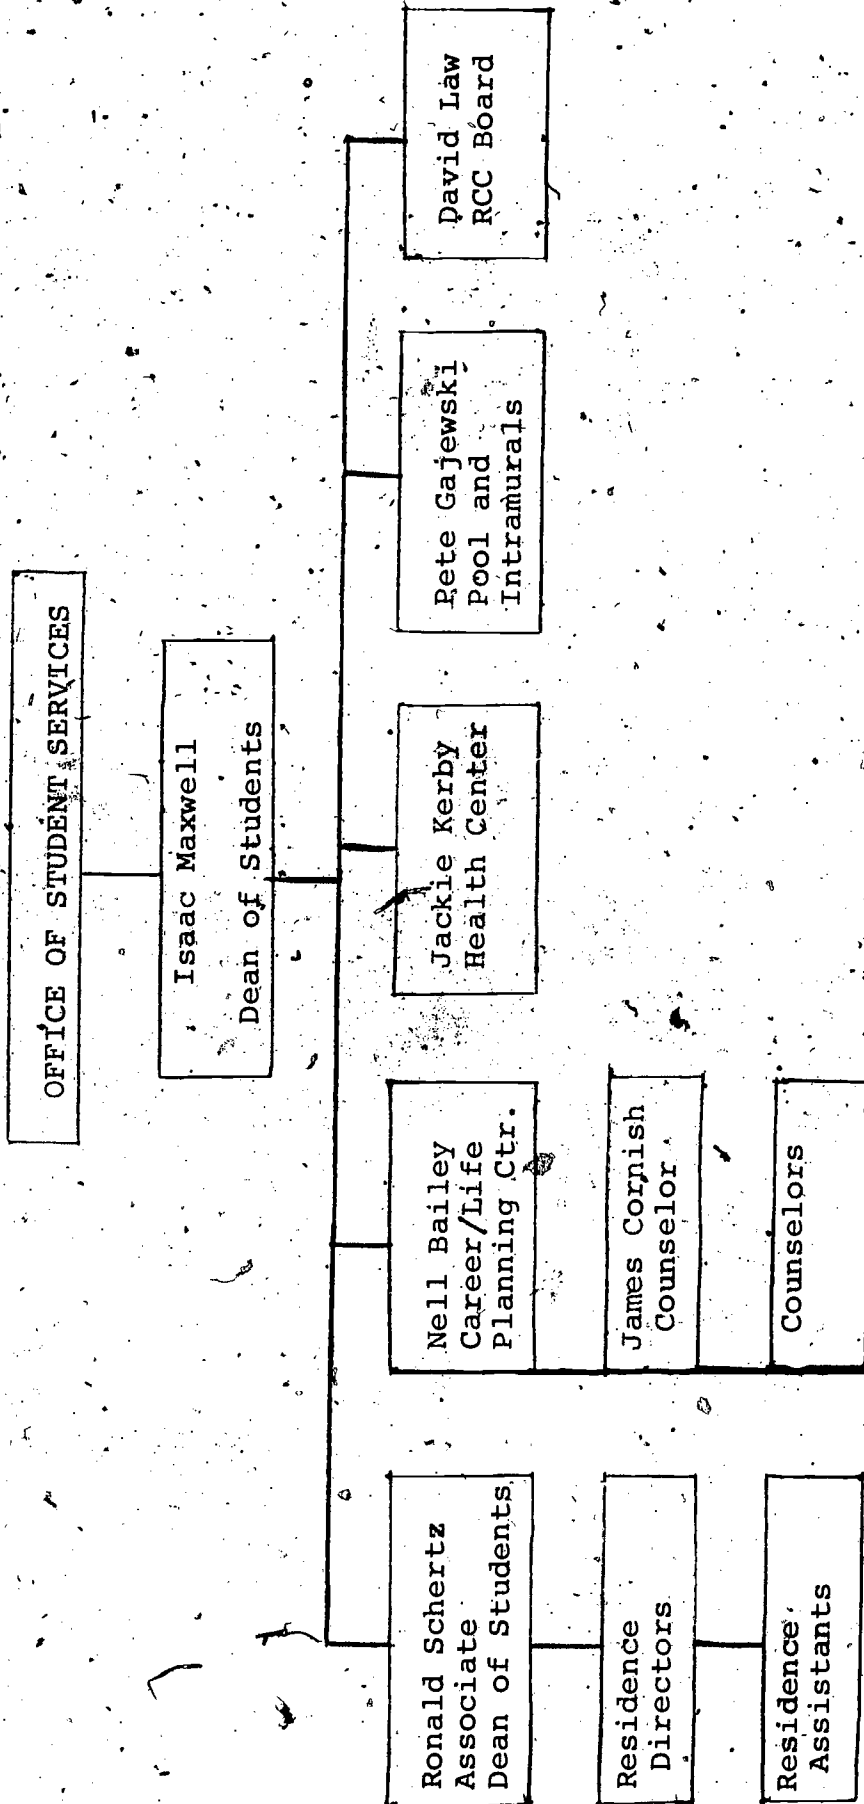 OFFICE OF STUDENT SERVICES
Isaac Maxwell
Dean of Students
Ronald Schertz
Associate
Dean of Students
Residence
Directors
Residence
Assistants
Nell Bailey
Career/Life
Planning Ctr.
James Cornish
Counselor
Counselors
Jackie Kerby
Health Center
Pete Gajewski
Pool and
Intramurals
David Law
RCC Board